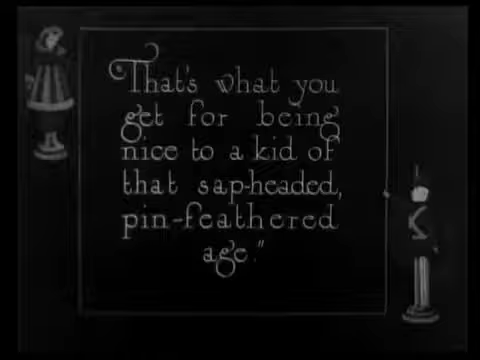 That's what you
get for being
nice to a kid of
that sap-headed,
pin-feathered
age."